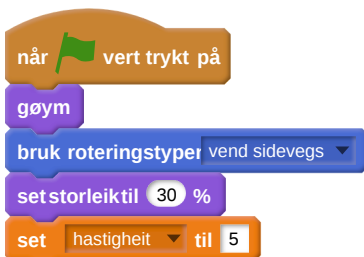 når vert trykt på
gøym
bruk roteringstypen vend sidevegs
set storleik til 30 %
set hastigheit til 5